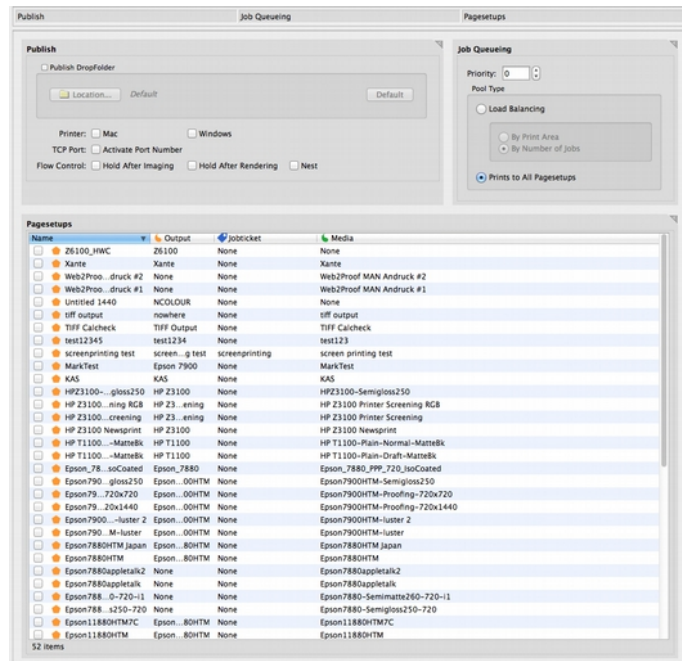 Publish Job Queueing Pagesetups
Publish
Publish DropFolder
Location... Default Default
Printer: Mac Windows
TCP Port: Activate Port Number
Flow Control: Hold After Imaging Hold After Rendering Nest
Job Queueing
Priority: 0
Pool Type
Load Balancing
By Print Area
By Number of Jobs
Prints to All Pagesetups
Pagesetups
Name Output Jobticket Media
Z6100_HWC Z6100 None None
Xante Xante None None
Web2Proo...druck #2 None None Web2Proof MAN Andruck #2
Web2Proo...druck #1 None None Web2Proof MAN Andruck #1
Untitled 1440 NCOLOUR None None
tiff output nowhere None tiff output
TIFF Calcheck TIFF Output None TIFF Calcheck
test12345 test1234 None test123
screenprinting test screen...g test screenprinting screen printing test
MarkTest Epson 7900 None MarkTest
KAS KAS None KAS
HPZ3100-...gloss250 HP Z3100 None HPZ3100-Semigloss250
HP Z3100...ning RGB HP Z3...ening None HP Z3100 Printer Screening RGB
HP Z3100...creening HP Z3...ening None HP Z3100 Printer Screening
HP Z3100 Newsprint HP Z3100 None HP Z3100 Newsprint
HP T1100...-MatteBk HP T1100 None HP T1100-Plain-Normal-MatteBk
HP T1100...-MatteBk HP T1100 None HP T1100-Plain-Draft-MatteBk
Epson_78...soCoated Epson_7880 None Epson_7880_PPP_720_IsoCoated
Epson790...gloss250 Epson...00HTM None Epson7900HTM-Semigloss250
Epson79...720x720 Epson...00HTM None Epson7900HTM-Proofing-720x720
Epson79...20x1440 Epson...00HTM None Epson7900HTM-Proofing-720x1440
Epson7900...-luster 2 Epson...00HTM None Epson7900HTM-luster 2
Epson790...M-luster Epson...00HTM None Epson7900HTM-luster
Epson7880HTM Japan Epson...80HTM None Epson7880HTM Japan
Epson7880HTM Epson...80HTM None Epson7880HTM
Epson7880appletalk2 None None Epson7880appletalk2
Epson7880appletalk None None Epson7880appletalk
Epson788...0-720-i1 None None Epson7880-Semimatte260-720-i1
Epson788...s250-720 None None Epson7880-Semigloss250-720
Epson11880HTM7C Epson...80HTM None Epson11880HTM7C
Epson11880HTM Epson...80HTM None Epson11880HTM
52 items